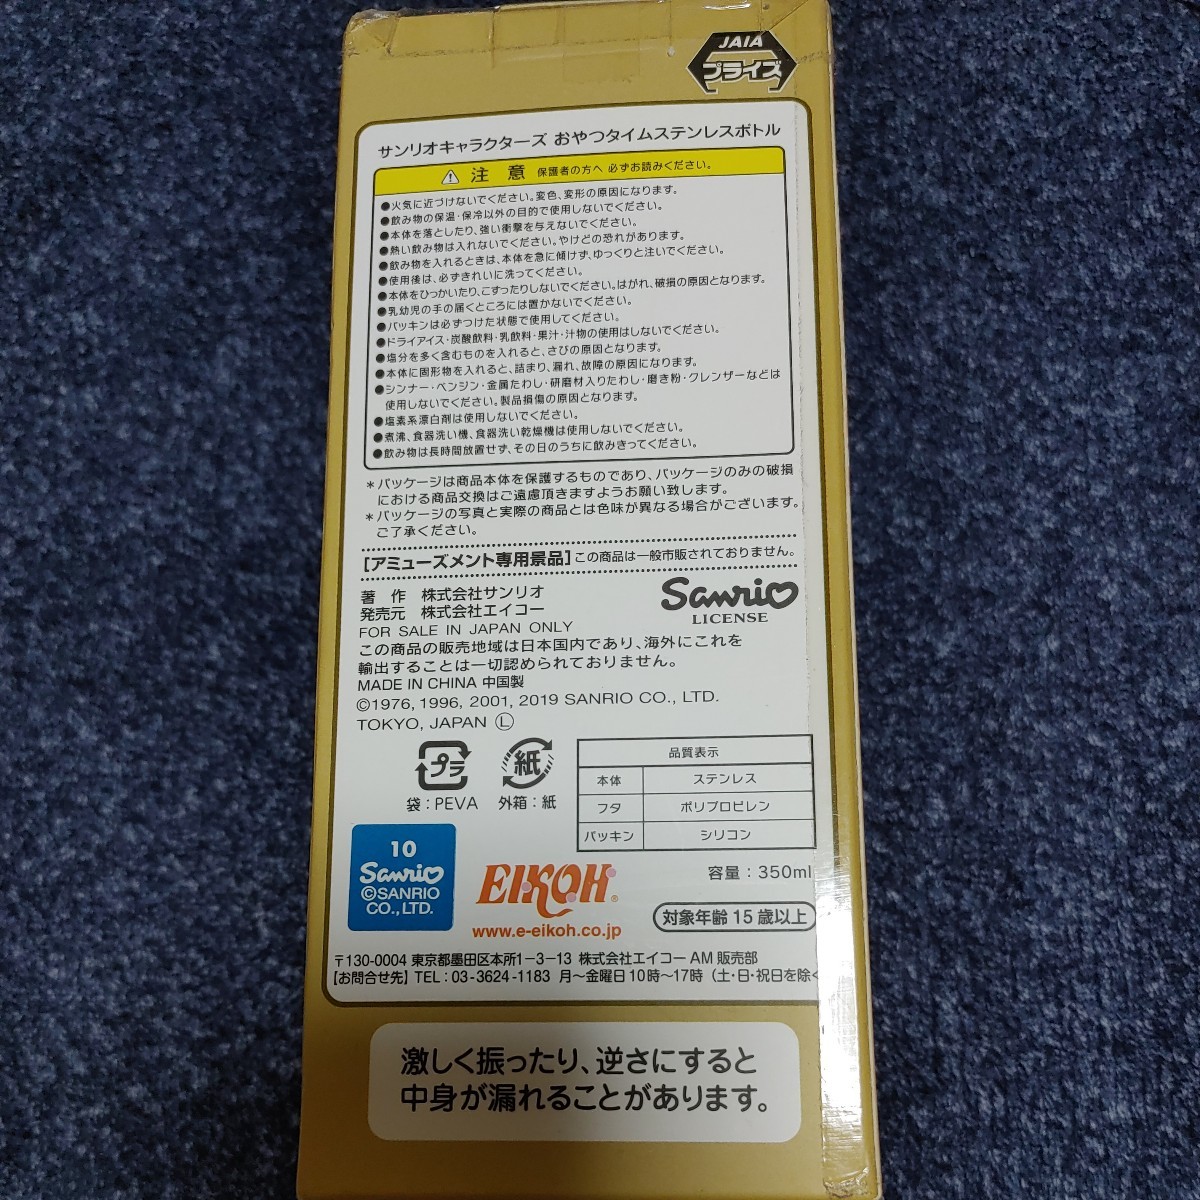 JAIA
プライズ
サンリオキャラクターズ おやつタイムステンレスボトル
⚠ 注意 保護者の方へ 必ずお読みください。
●火気に近づけないでください。変色、変形の原因になります。
●飲み物の保温・保冷以外の目的で使用しないでください。
●本体を落としたり、強い衝撃を与えないでください。
●熱い飲み物は入れないでください。やけどの恐れがあります。
●飲み物を入れるときは、本体を急に傾けず、ゆっくりと注いでください。
●使用後は、必ずきれいに洗ってください。
●本体をひっかいたり、こすったりしないでください。はがれ、破損の原因となります。
●乳幼児の手の届くところには置かないでください。
●パッキンは必ずつけた状態で使用してください。
●ドライアイス・炭酸飲料・乳飲料・果汁・汁物の使用はしないでください。
●塩分を多く含むものを入れると、さびの原因となります。
●本体に固形物を入れると、詰まり、漏れ、故障の原因になります。
●シンナー・ベンジン・金属たわし・研磨材入りたわし・磨き粉・クレンザーなどは
使用しないでください。製品損傷の原因となります。
●塩素系漂白剤は使用しないでください。
●煮沸、食器洗い機、食器洗い乾燥機は使用しないでください。
●飲み物は長時間放置せず、その日のうちに飲みきってください。
＊パッケージは商品本体を保護するものであり、パッケージのみの破損
における商品交換はご遠慮頂きますようお願い致します。
＊パッケージの写真と実際の商品とは色味が異なる場合がございます。
ご了承ください。
[アミューズメント専用景品] この商品は一般市販されておりません。
著 作 株式会社サンリオ
発売元 株式会社エイコー
Sanrio
LICENSE
FOR SALE IN JAPAN ONLY
この商品の販売地域は日本国内であり、海外にこれを
輸出することは一切認められておりません。
MADE IN CHINA 中国製
©1976, 1996, 2001, 2019 SANRIO CO., LTD.
TOKYO, JAPAN Ⓛ
プラ
袋：PEVA
紙
外箱：紙
品質表示
本体 ステンレス
フタ ポリプロピレン
パッキン シリコン
容量：350ml
10
Sanrio
©SANRIO
CO.,LTD.
EIKOH®
www.e-eikoh.co.jp
対象年齢15歳以上
〒130-0004 東京都墨田区本所1-3-13 株式会社エイコー AM 販売部
【お問合せ先】TEL：03-3624-1183 月〜金曜日10時〜17時（土・日・祝日を除く
激しく振ったり、逆さにすると
中身が漏れることがあります。